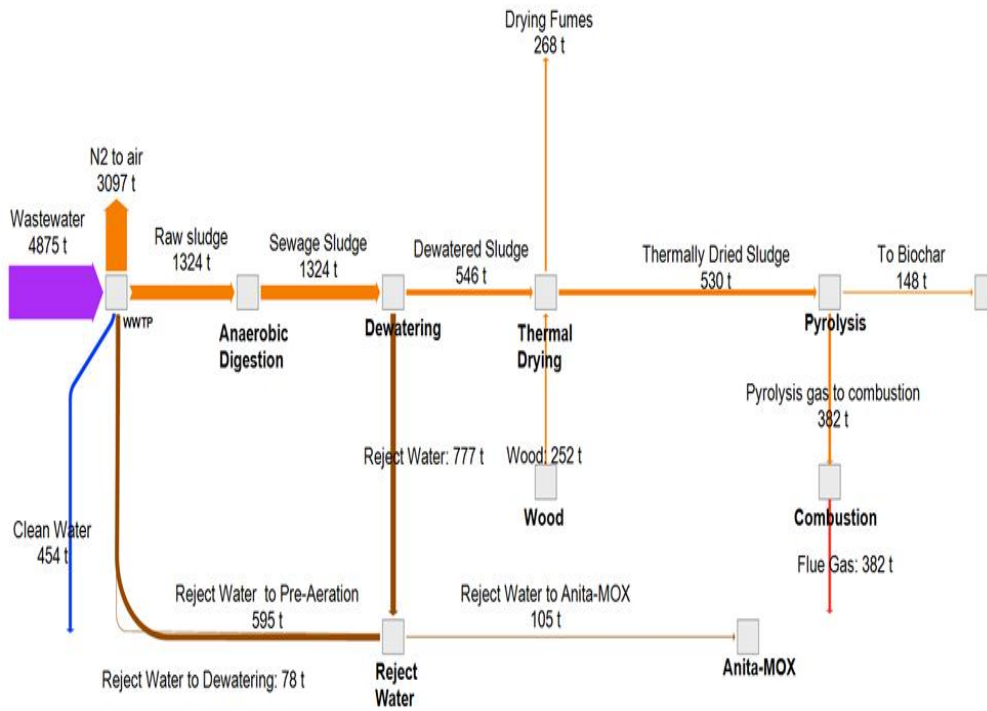 Drying Fumes
268 t
N2 to air
3097 t
Wastewater
4875 t
Raw sludge
1324 t
Sewage Sludge
1324 t
Dewatered Sludge
546 t
Thermally Dried Sludge
530 t
To Biochar
148 t
WWTP
Anaerobic
Digestion
Dewatering
Thermal
Drying
Pyrolysis
Pyrolysis gas to combustion
382 t
Reject Water: 777 t
Wood: 252 t
Wood
Combustion
Clean Water
454 t
Flue Gas: 382 t
Reject Water to Pre-Aeration
595 t
Reject Water to Anita-MOX
105 t
Reject
Water
Anita-MOX
Reject Water to Dewatering: 78 t